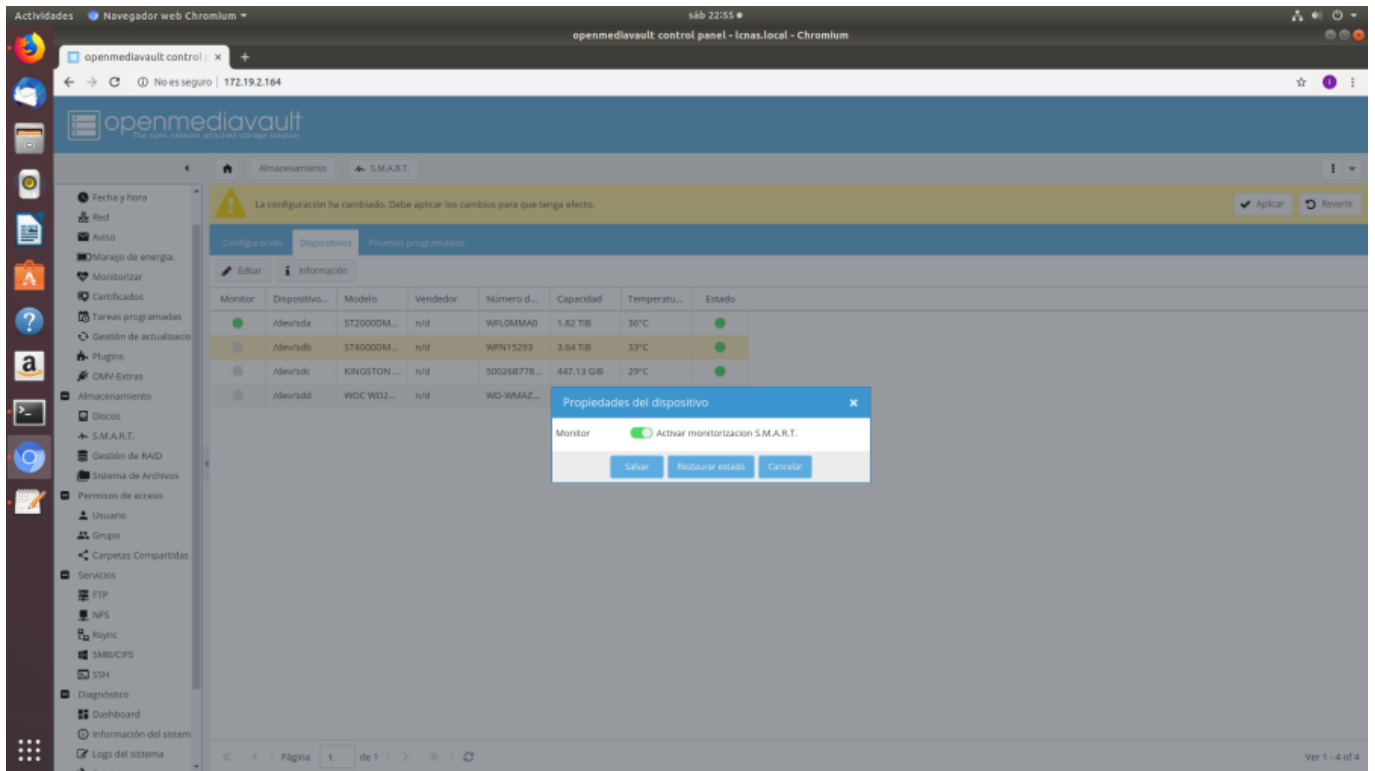 Actividades Navegador web Chromium sáb 22:55
openmediavault control panel - lcnas.local - Chromium
openmediavault control
No es seguro 172.19.2.164
openmediavault
The open network attached storage solution
Almacenamiento S.M.A.R.T.
La configuración ha cambiado. Debe aplicar los cambios para que tenga efecto. Aplicar Revertir
Configuración Dispositivos Pruebas programadas
Editar Información
Monitor Dispositivo... Modelo Vendedor Número d... Capacidad Temperatu... Estado
/dev/sda ST2000DM... n/d WFL0MMA0 1.82 TiB 36°C
/dev/sdb ST4000DM... n/d WFN15293 3.64 TiB 33°C
/dev/sdc KINGSTON ... n/d 50026B778... 447.13 GiB 29°C
/dev/sdd WDC WD2... n/d WD-WMAZ...
Propiedades del dispositivo
Monitor Activar monitorizacion S.M.A.R.T.
Salvar Restaurar estado Cancelar
Fecha y hora
Red
Aviso
Manejo de energia.
Monitorizar
Certificados
Tareas programadas
Gestión de actualizacio
Plugins
OMV-Extras
Almacenamiento
Discos
S.M.A.R.T.
Gestión de RAID
Sistema de Archivos
Permisos de acceso
Usuario
Grupo
Carpetas Compartidas
Servicios
FTP
NFS
Rsync
SMB/CIFS
SSH
Diagnóstico
Dashboard
Información del sistem
Logs del sistema
Página 1 de 1 Ver 1 - 4 of 4